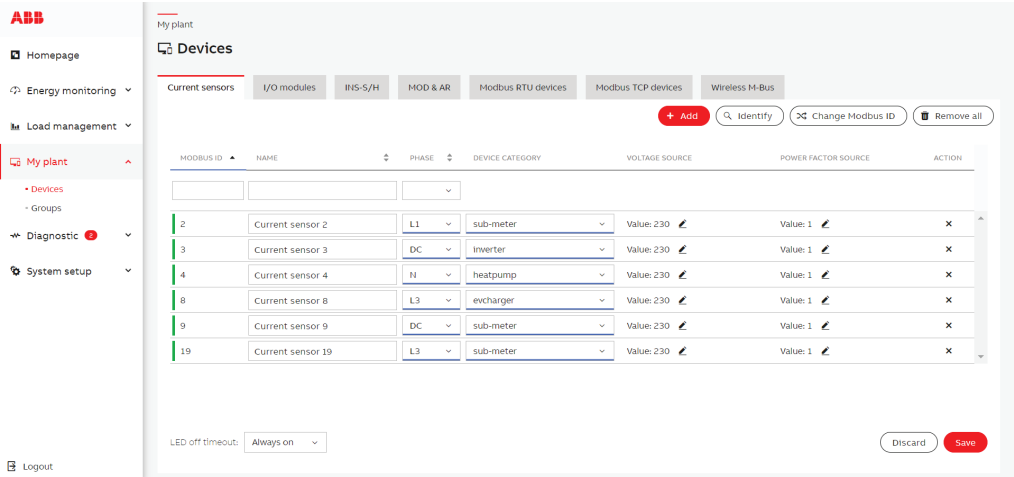 ABB
My plant
Devices
Homepage
Energy monitoring
Load management
My plant
Devices
Groups
Diagnostic 2
System setup
Logout
Current sensors I/O modules INS-S/H MOD & AR Modbus RTU devices Modbus TCP devices Wireless M-Bus
+ Add Identify Change Modbus ID Remove all
MODBUS ID NAME PHASE DEVICE CATEGORY VOLTAGE SOURCE POWER FACTOR SOURCE ACTION
2 Current sensor 2 L1 sub-meter Value: 230 Value: 1
3 Current sensor 3 DC inverter Value: 230 Value: 1
4 Current sensor 4 N heatpump Value: 230 Value: 1
8 Current sensor 8 L3 evcharger Value: 230 Value: 1
9 Current sensor 9 DC sub-meter Value: 230 Value: 1
19 Current sensor 19 L3 sub-meter Value: 230 Value: 1
LED off timeout: Always on Discard Save